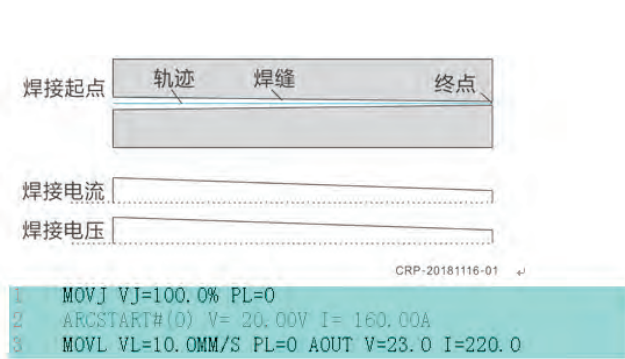 焊接起点 轨迹 焊缝 终点
焊接电流
焊接电压
CRP-20181116-01
1 MOVJ VJ=100.0% PL=0
2 ARCSTART#(0) V= 20.00V I= 160.00A
3 MOVL VL=10.0MM/S PL=0 AOUT V=23.0 I=220.0